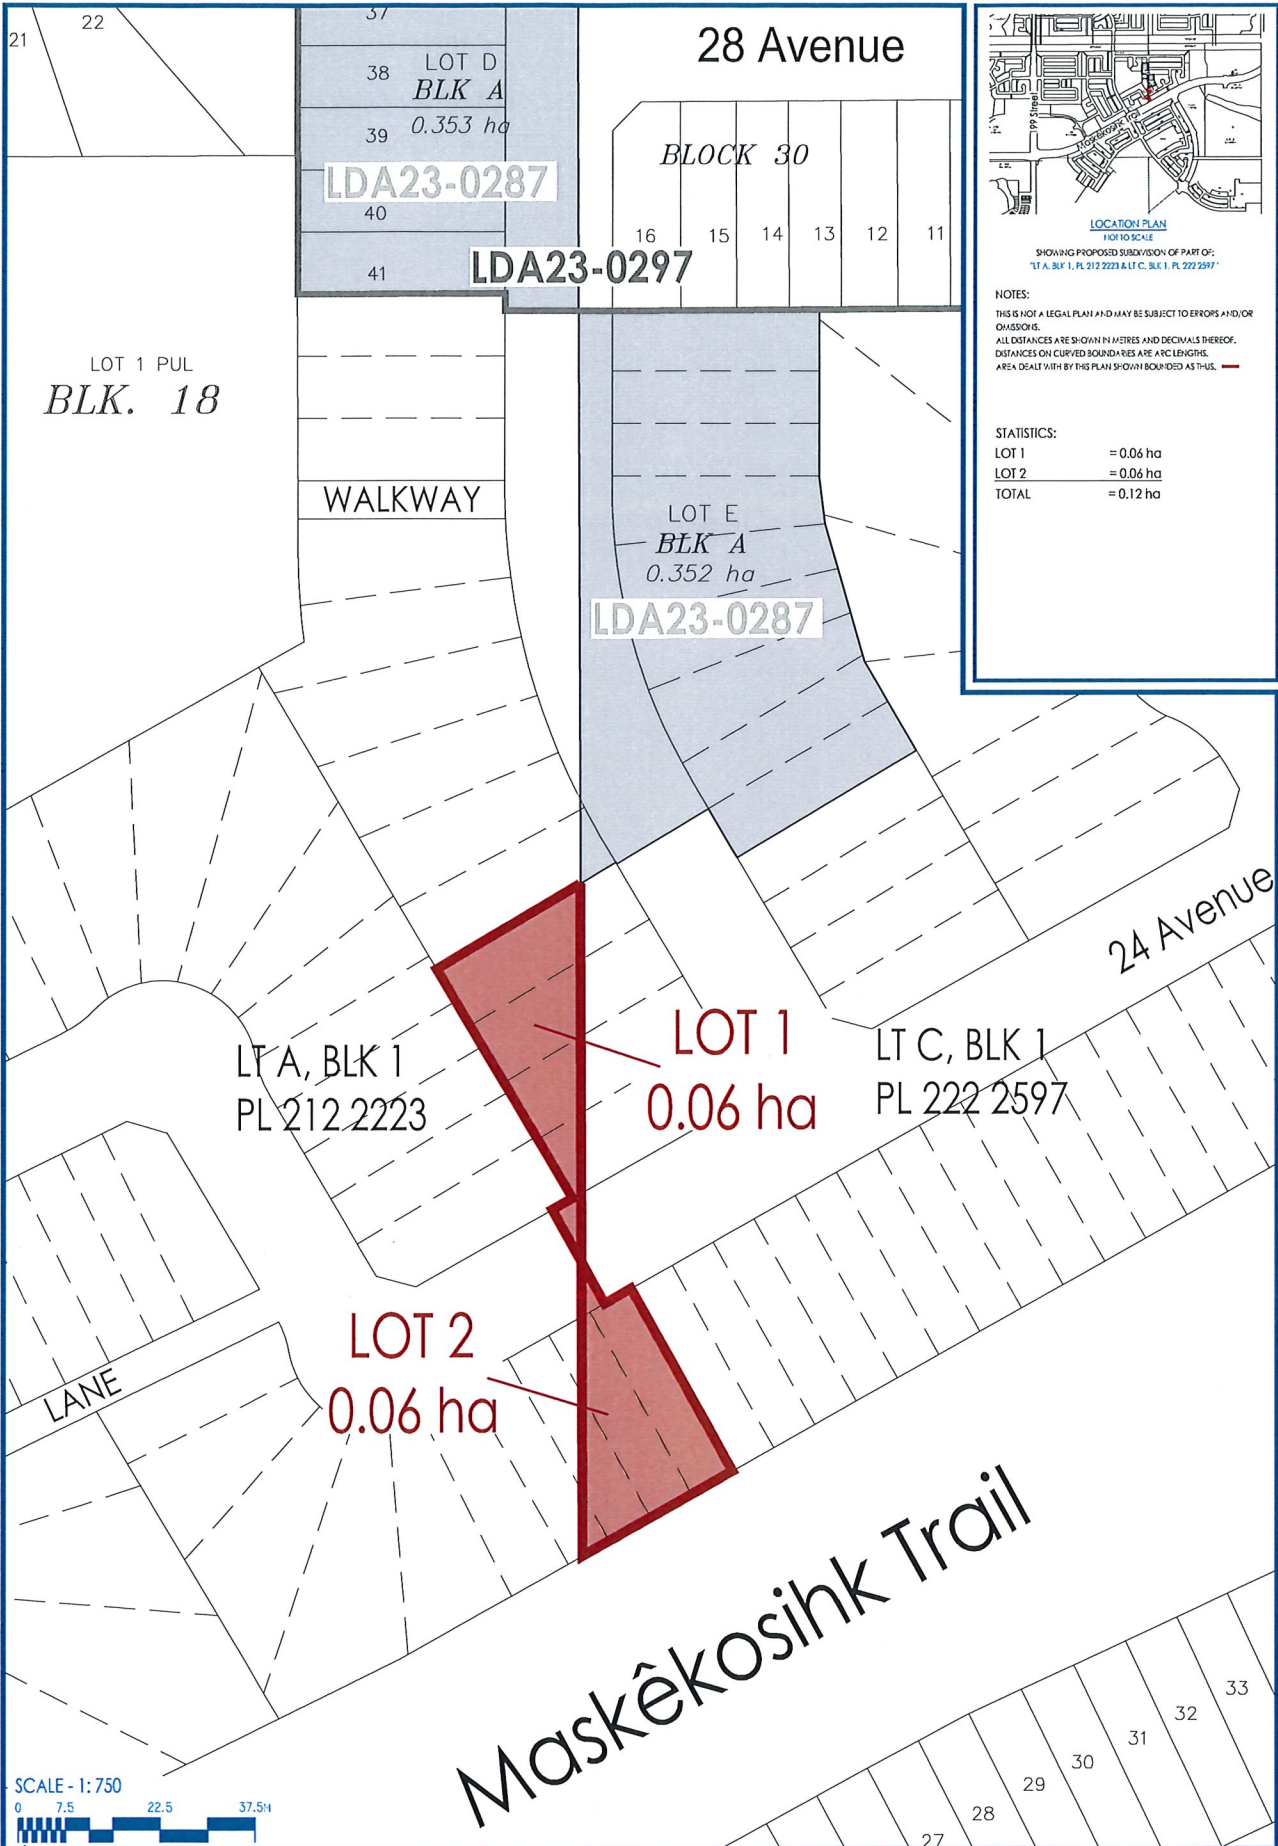 21
22
37
38
LOT D
BLK A
0.353 ha
39
LDA23-0287
40
41
LDA23-0297
28 Avenue
BLOCK 30
16
15
14
13
12
11
LOT 1 PUL
BLK. 18
WALKWAY
LOT E
BLK A
0.352 ha
LDA23-0287
24 Avenue
LT A, BLK 1
PL 212 2223
LOT 1
0.06 ha
LT C, BLK 1
PL 222 2597
LOT 2
0.06 ha
LANE
Maskêkosihk Trail
27
28
29
30
31
32
33
SCALE - 1: 750
0 7.5 22.5 37.5M
99 Street
Maskêkosihk Trail
LOCATION PLAN
NOT TO SCALE
SHOWING PROPOSED SUBDIVISION OF PART OF:
"LT A, BLK 1, PL 212 2223 & LT C, BLK 1, PL 222 2597"
NOTES:
THIS IS NOT A LEGAL PLAN AND MAY BE SUBJECT TO ERRORS AND/OR
OMISSIONS.
ALL DISTANCES ARE SHOWN IN METRES AND DECIMALS THEREOF.
DISTANCES ON CURVED BOUNDARIES ARE ARC LENGTHS.
AREA DEALT WITH BY THIS PLAN SHOWN BOUNDED AS THUS.
STATISTICS:
LOT 1 = 0.06 ha
LOT 2 = 0.06 ha
TOTAL = 0.12 ha